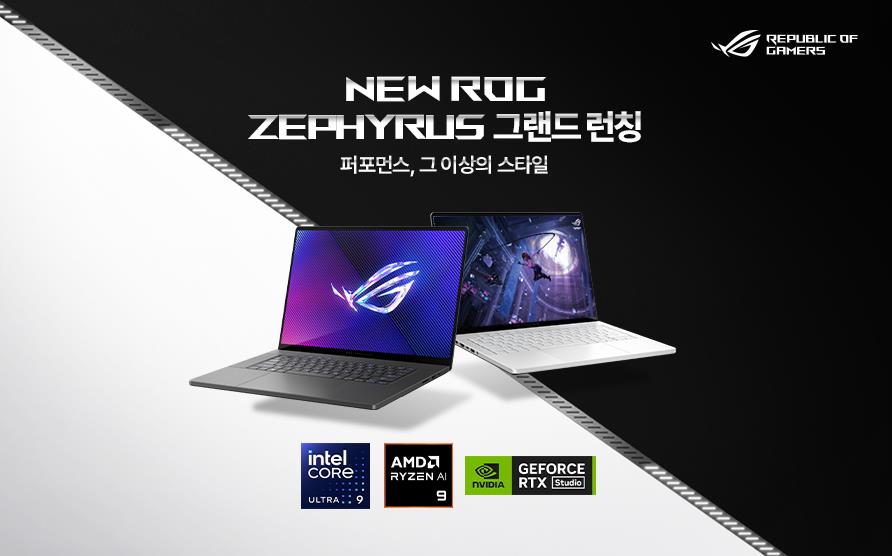 REPUBLIC OF
GAMERS
NEW ROG
ZEPHYRUS 그랜드 런칭
퍼포먼스, 그 이상의 스타일
intel
CORE
ULTRA 9
AMD
RYZEN AI
9
NVIDIA
GEFORCE
RTX Studio